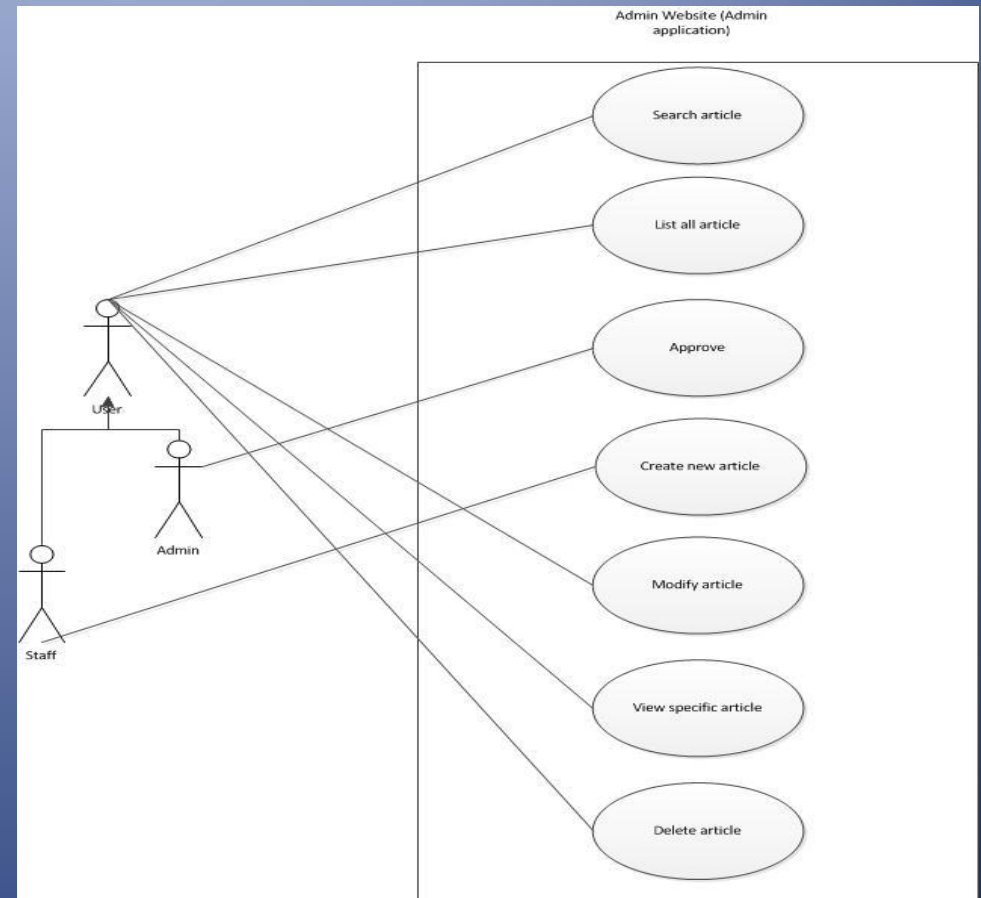 Admin Website (Admin
application)
Search article
List all article
Approve
User
Create new article
Admin
Modify article
Staff
View specific article
Delete article